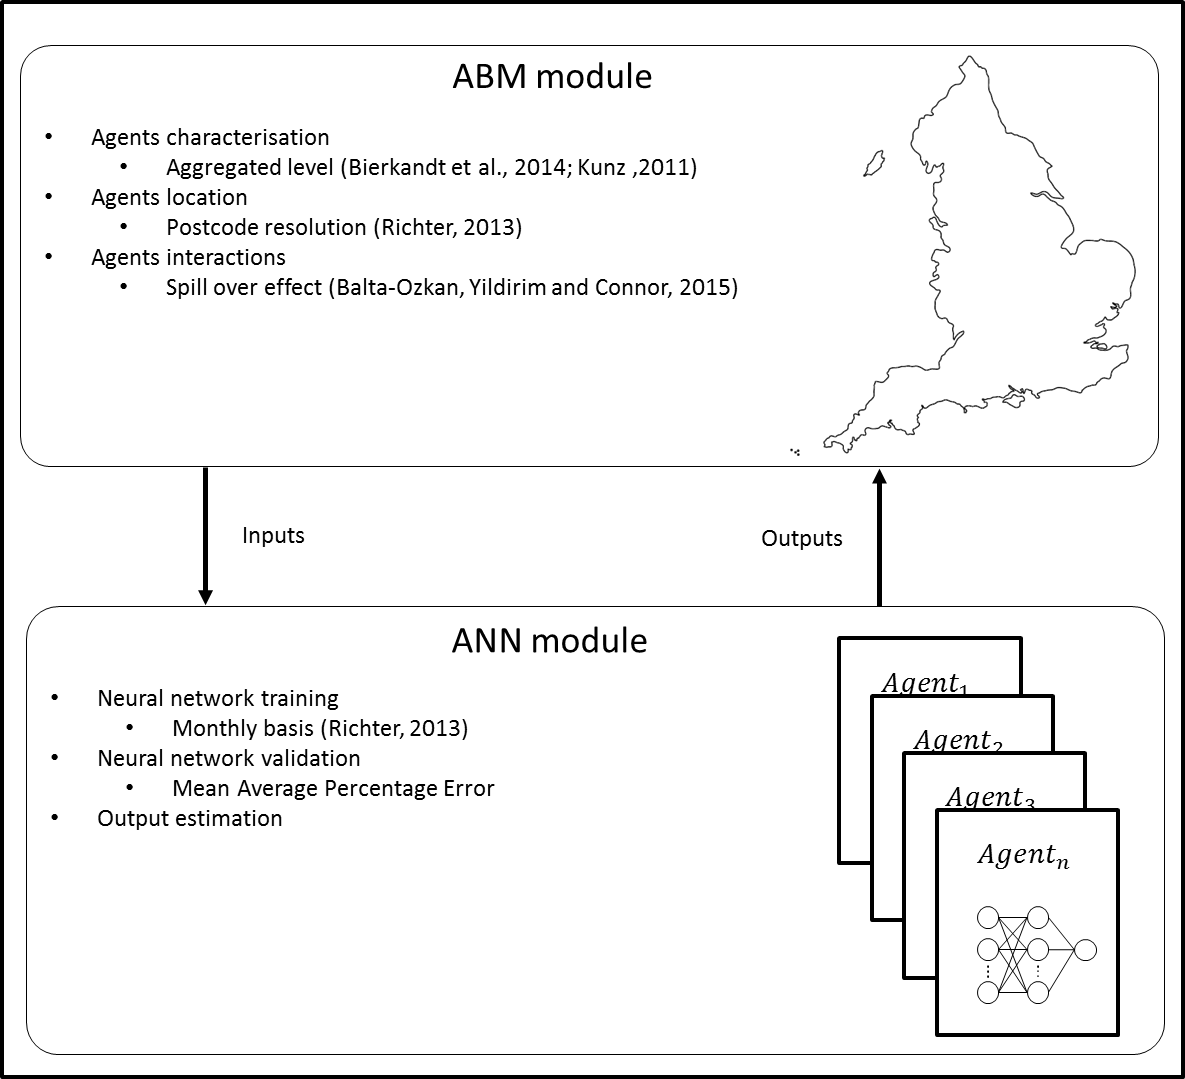 ABM module
• Agents characterisation
• Aggregated level (Bierkandt et al., 2014; Kunz ,2011)
• Agents location
• Postcode resolution (Richter, 2013)
• Agents interactions
• Spill over effect (Balta-Ozkan, Yildirim and Connor, 2015)
Inputs
Outputs
ANN module
• Neural network training
• Monthly basis (Richter, 2013)
• Neural network validation
• Mean Average Percentage Error
• Output estimation
Agent₁
Agent₂
Agent₃
Agentₙ